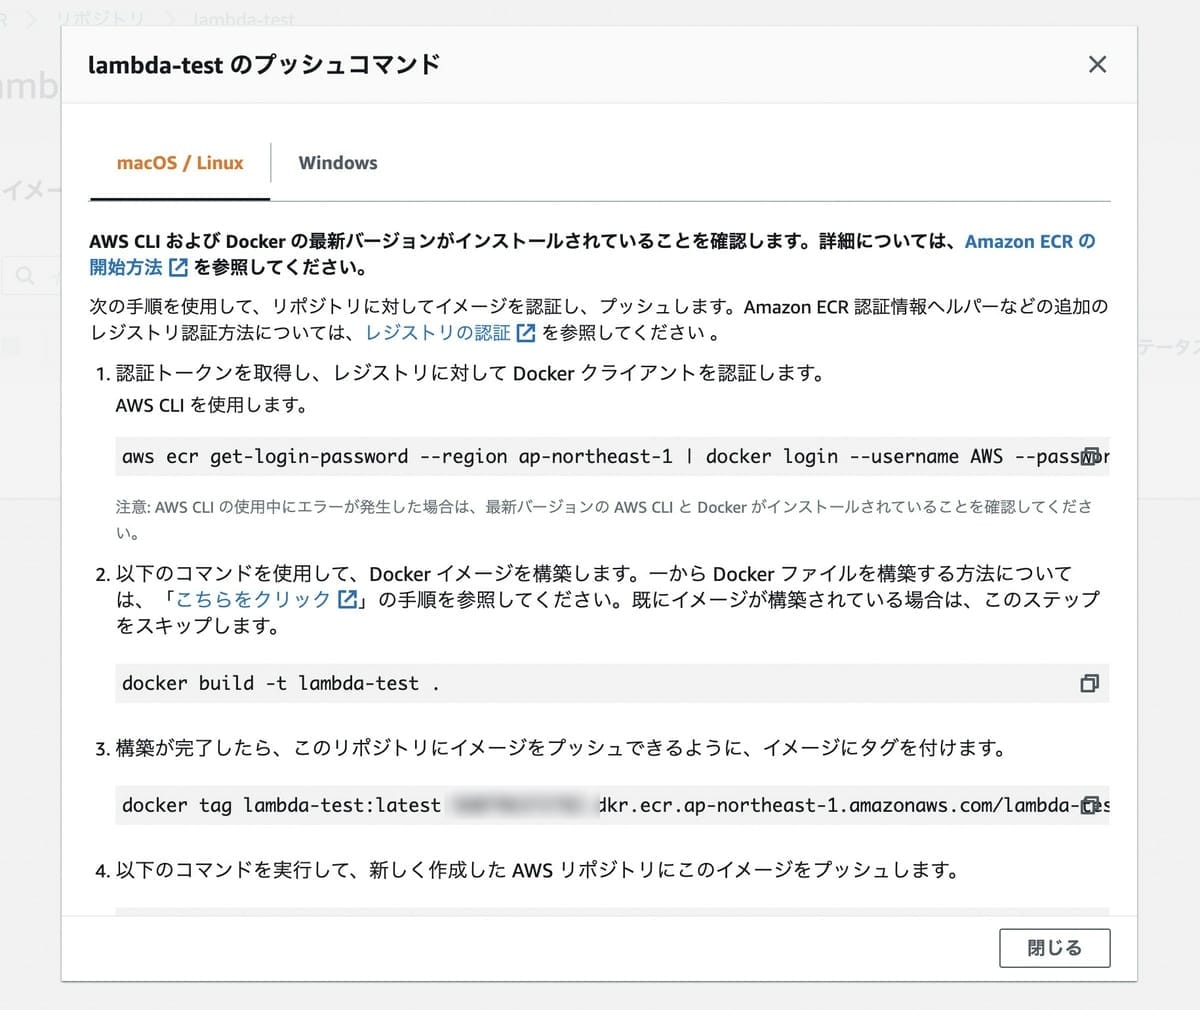 リポジトリ
lambda-test
lambda-test のプッシュコマンド
macOS / Linux
Windows
AWS CLI および Docker の最新バージョンがインストールされていることを確認します。詳細については、Amazon ECR の
開始方法 を参照してください。
次の手順を使用して、リポジトリに対してイメージを認証し、プッシュします。Amazon ECR 認証情報ヘルパーなどの追加の
レジストリ認証方法については、レジストリの認証 を参照してください 。
1. 認証トークンを取得し、レジストリに対して Docker クライアントを認証します。
AWS CLI を使用します。
aws ecr get-login-password --region ap-northeast-1 | docker login --username AWS
注意: AWS CLI の使用中にエラーが発生した場合は、最新バージョンの AWS CLI と Docker がインストールされていることを確認してくださ
い。
2. 以下のコマンドを使用して、Docker イメージを構築します。一から Docker ファイルを構築する方法について
は、「こちらをクリック 」の手順を参照してください。既にイメージが構築されている場合は、このステップ
をスキップします。
docker build -t lambda-test .
3. 構築が完了したら、このリポジトリにイメージをプッシュできるように、イメージにタグを付けます。
docker tag lambda-test:latest dkr.ecr.ap-northeast-1.amazonaws.com/lambda-tes
4. 以下のコマンドを実行して、新しく作成した AWS リポジトリにこのイメージをプッシュします。
閉じる